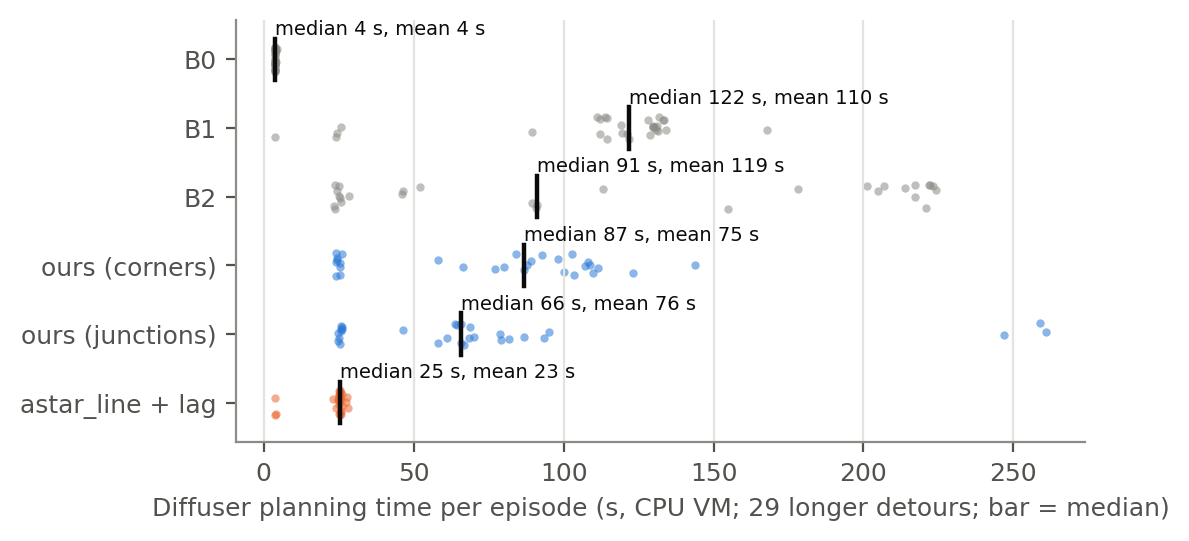 median 4 s, mean 4 s
B0
median 122 s, mean 110 s
B1
median 91 s, mean 119 s
B2
median 87 s, mean 75 s
ours (corners)
median 66 s, mean 76 s
ours (junctions)
median 25 s, mean 23 s
astar_line + lag
0 50 100 150 200 250
Diffuser planning time per episode (s, CPU VM; 29 longer detours; bar = median)